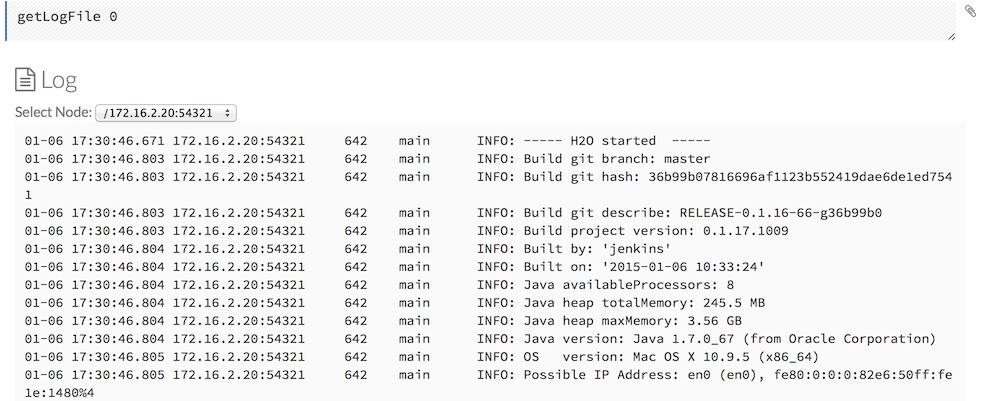 getLogFile 0
Log
Select Node: /172.16.2.20:54321
01-06 17:30:46.671 172.16.2.20:54321 642 main INFO: ----- H2O started -----
01-06 17:30:46.803 172.16.2.20:54321 642 main INFO: Build git branch: master
01-06 17:30:46.803 172.16.2.20:54321 642 main INFO: Build git hash: 36b99b07816696af1123b552419dae6de1ed754
1
01-06 17:30:46.803 172.16.2.20:54321 642 main INFO: Build git describe: RELEASE-0.1.16-66-g36b99b0
01-06 17:30:46.803 172.16.2.20:54321 642 main INFO: Build project version: 0.1.17.1009
01-06 17:30:46.804 172.16.2.20:54321 642 main INFO: Built by: 'jenkins'
01-06 17:30:46.804 172.16.2.20:54321 642 main INFO: Built on: '2015-01-06 10:33:24'
01-06 17:30:46.804 172.16.2.20:54321 642 main INFO: Java availableProcessors: 8
01-06 17:30:46.804 172.16.2.20:54321 642 main INFO: Java heap totalMemory: 245.5 MB
01-06 17:30:46.804 172.16.2.20:54321 642 main INFO: Java heap maxMemory: 3.56 GB
01-06 17:30:46.804 172.16.2.20:54321 642 main INFO: Java version: Java 1.7.0_67 (from Oracle Corporation)
01-06 17:30:46.805 172.16.2.20:54321 642 main INFO: OS version: Mac OS X 10.9.5 (x86_64)
01-06 17:30:46.805 172.16.2.20:54321 642 main INFO: Possible IP Address: en0 (en0), fe80:0:0:0:82e6:50ff:fe
1e:1480%4